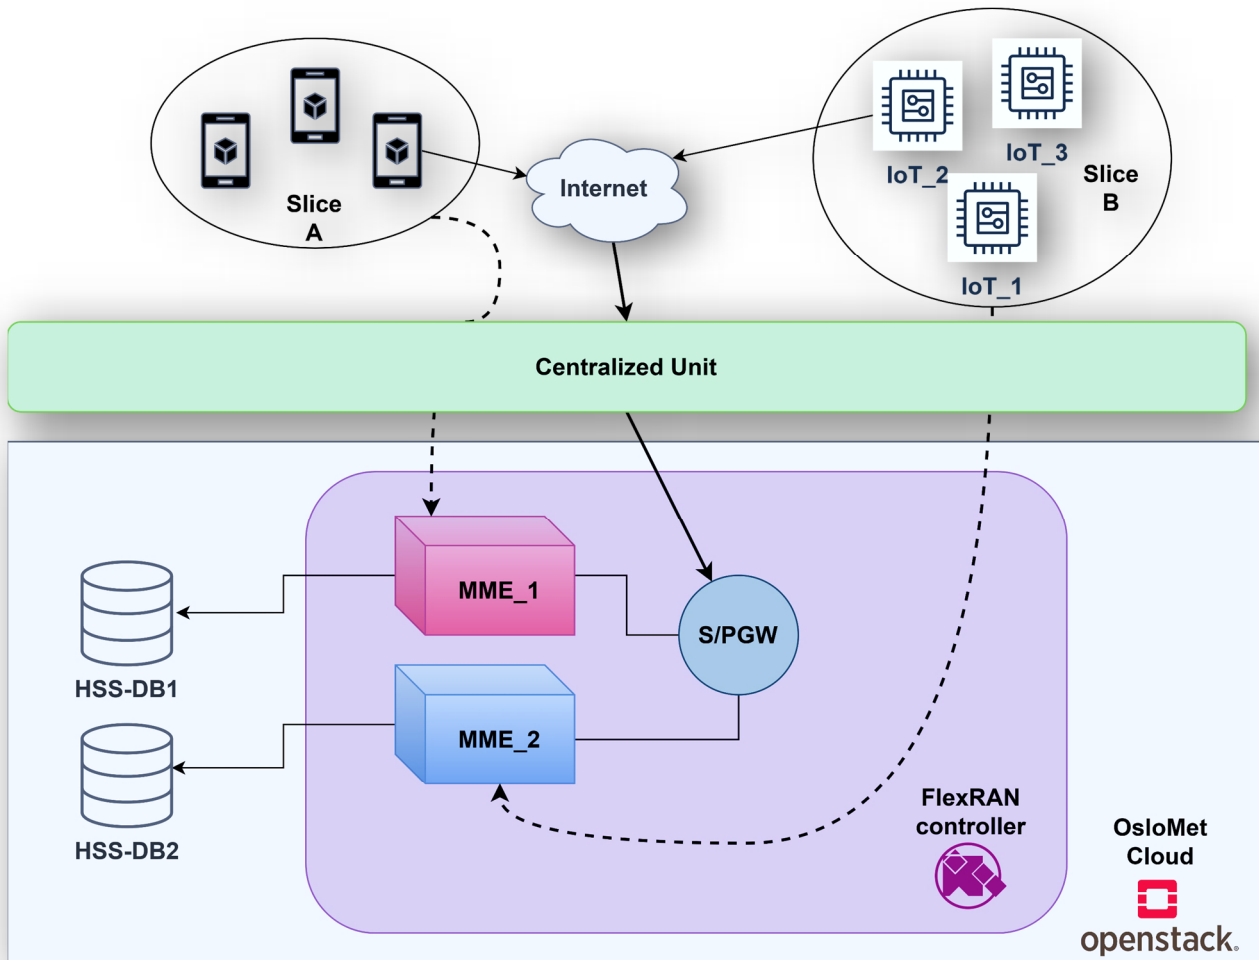 Slice
A
Internet
IoT_2
IoT_3
Slice
B
IoT_1
Centralized Unit
MME_1
S/PGW
HSS-DB1
MME_2
HSS-DB2
FlexRAN
controller
OsloMet
Cloud
openstack.